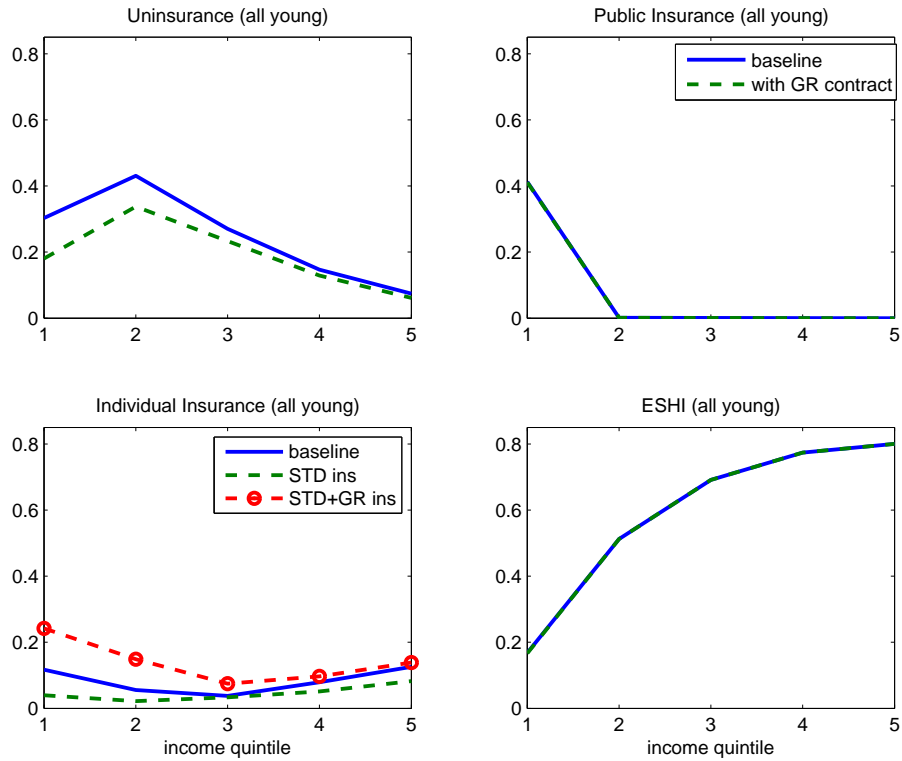 Uninsurance (all young)
0.8
0.6
0.4
0.2
0
1 2 3 4 5
Public Insurance (all young)
baseline
with GR contract
0.8
0.6
0.4
0.2
0
1 2 3 4 5
Individual Insurance (all young)
baseline
STD ins
STD+GR ins
0.8
0.6
0.4
0.2
0
1 2 3 4 5
income quintile
ESHI (all young)
0.8
0.6
0.4
0.2
0
1 2 3 4 5
income quintile